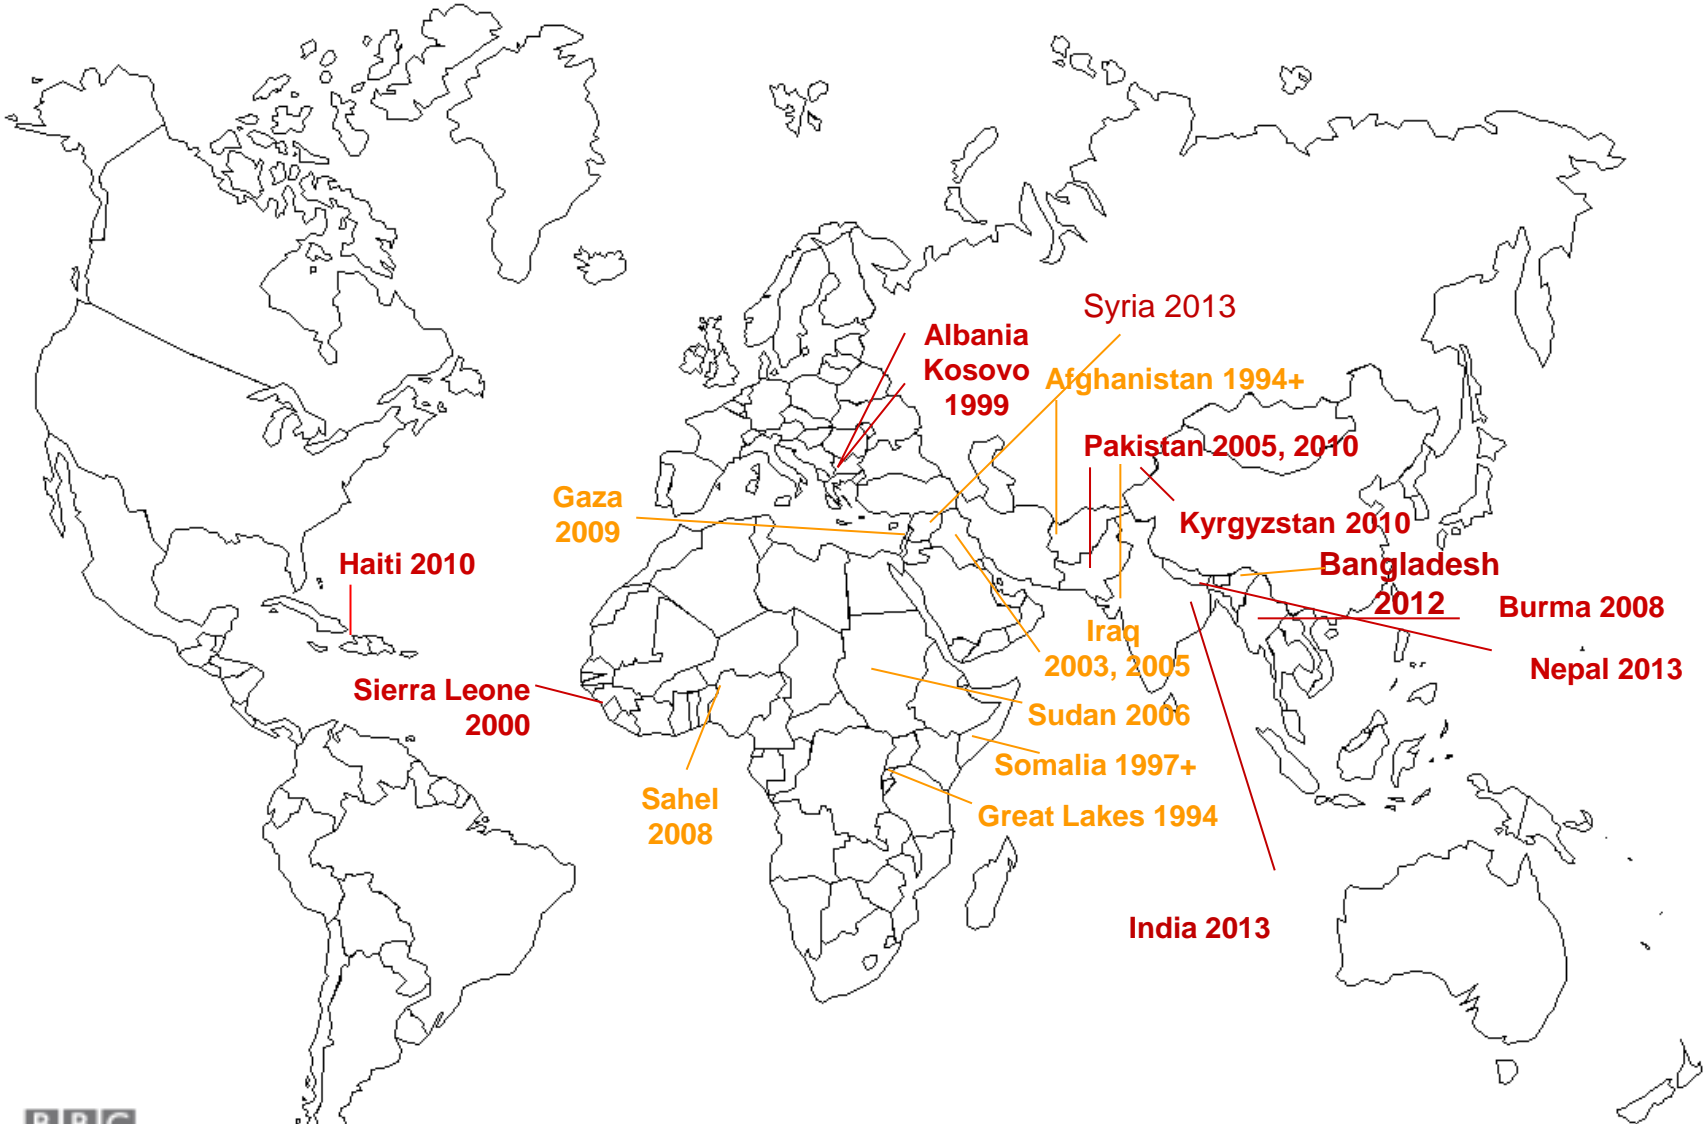 Syria 2013
Albania
Kosovo
1999
Afghanistan 1994+
Pakistan 2005, 2010
Gaza
2009
Kyrgyzstan 2010
Haiti 2010
Bangladesh
2012
Burma 2008
Iraq
2003, 2005
Nepal 2013
Sierra Leone
2000
Sudan 2006
Somalia 1997+
Sahel
2008
Great Lakes 1994
India 2013
BBC